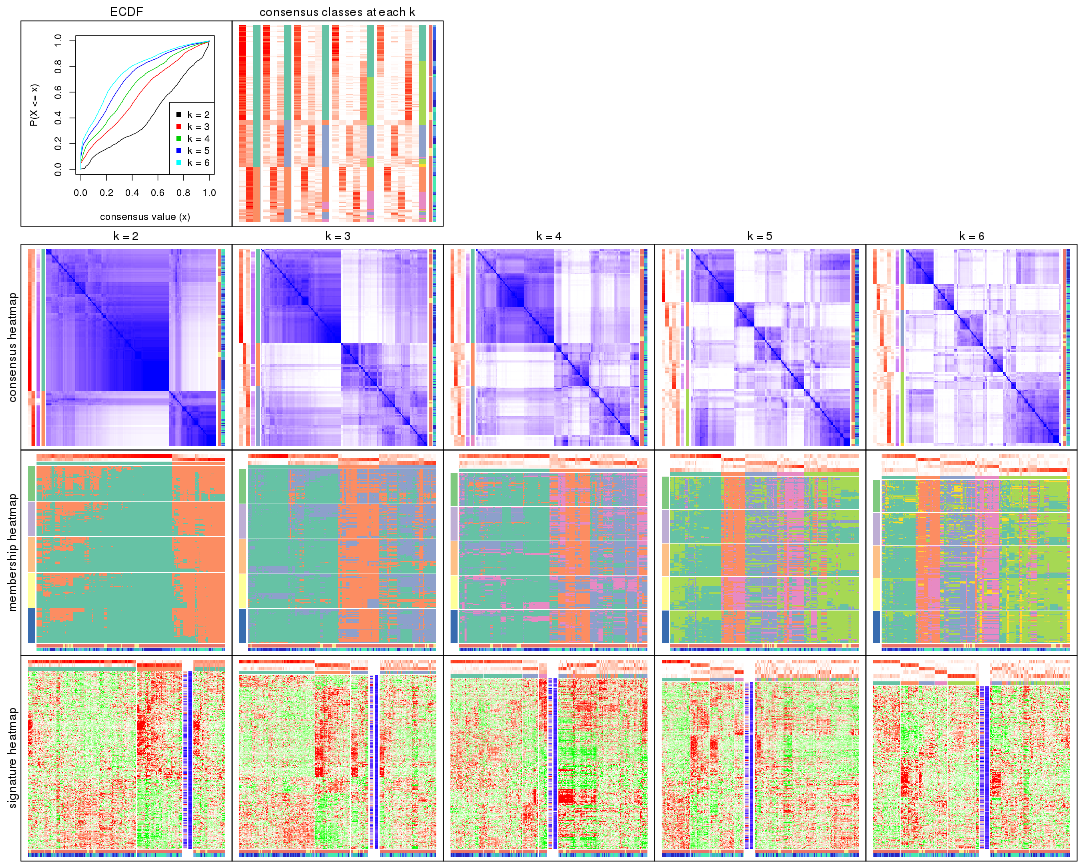 ECDF
consensus classes at each k
P(X <= x)
0.0 0.2 0.4 0.6 0.8 1.0
k = 2
k = 3
k = 4
k = 5
k = 6
0.0 0.2 0.4 0.6 0.8 1.0
consensus value (x)
k = 2 k = 3 k = 4 k = 5 k = 6
consensus heatmap
membership heatmap
signature heatmap